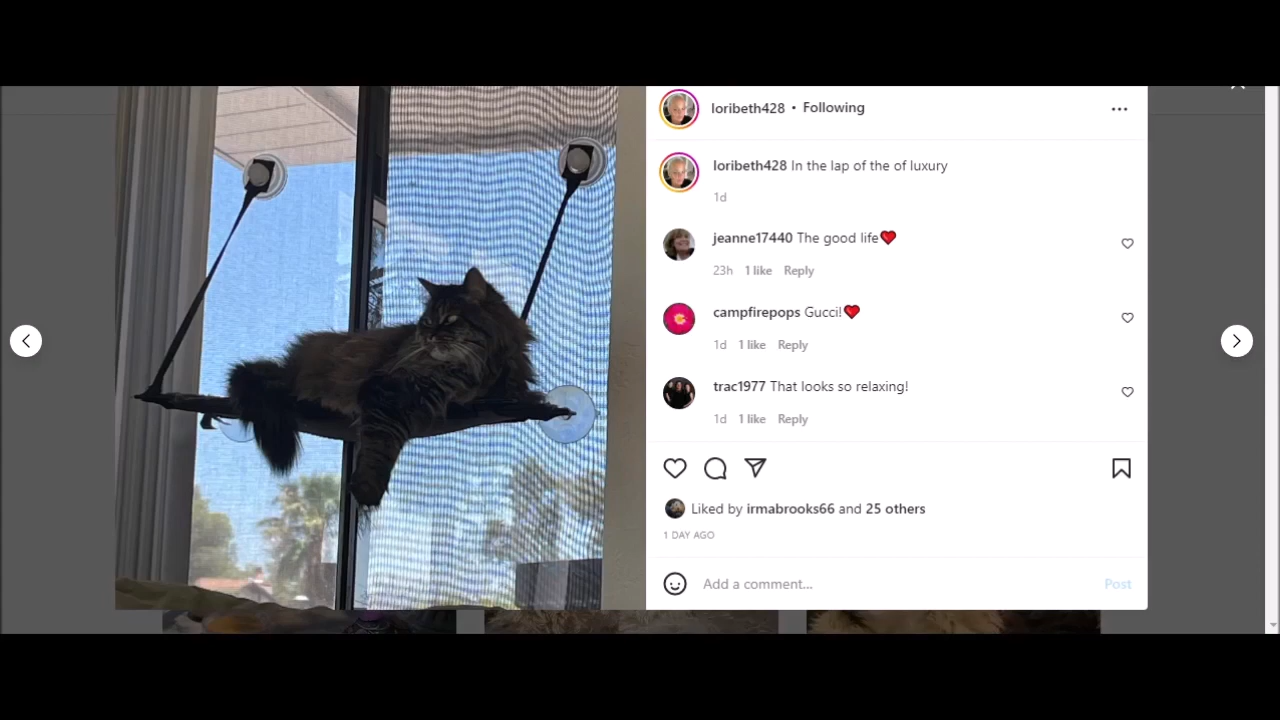 loribeth428 • Following
loribeth428 In the lap of the of luxury
1d
jeanne17440 The good life❤️
23h 1 like Reply
campfirepops Gucci!❤️
1d 1 like Reply
trac1977 That looks so relaxing!
1d 1 like Reply
Liked by irmabrooks66 and 25 others
1 DAY AGO
Add a comment... Post